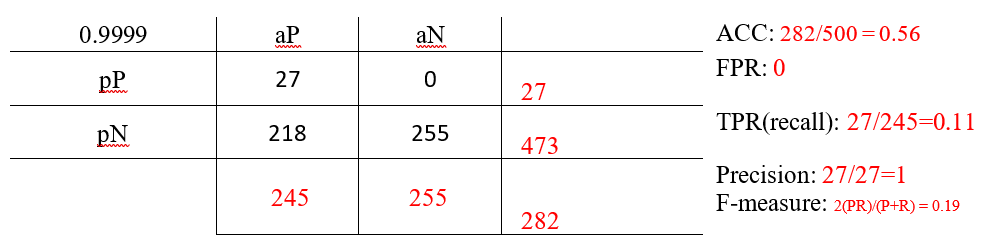 0.9999 aP aN
pP 27 0 27
pN 218 255 473
245 255 282
ACC: 282/500 = 0.56
FPR: 0
TPR(recall): 27/245=0.11
Precision: 27/27=1
F-measure: 2(PR)/(P+R) = 0.19